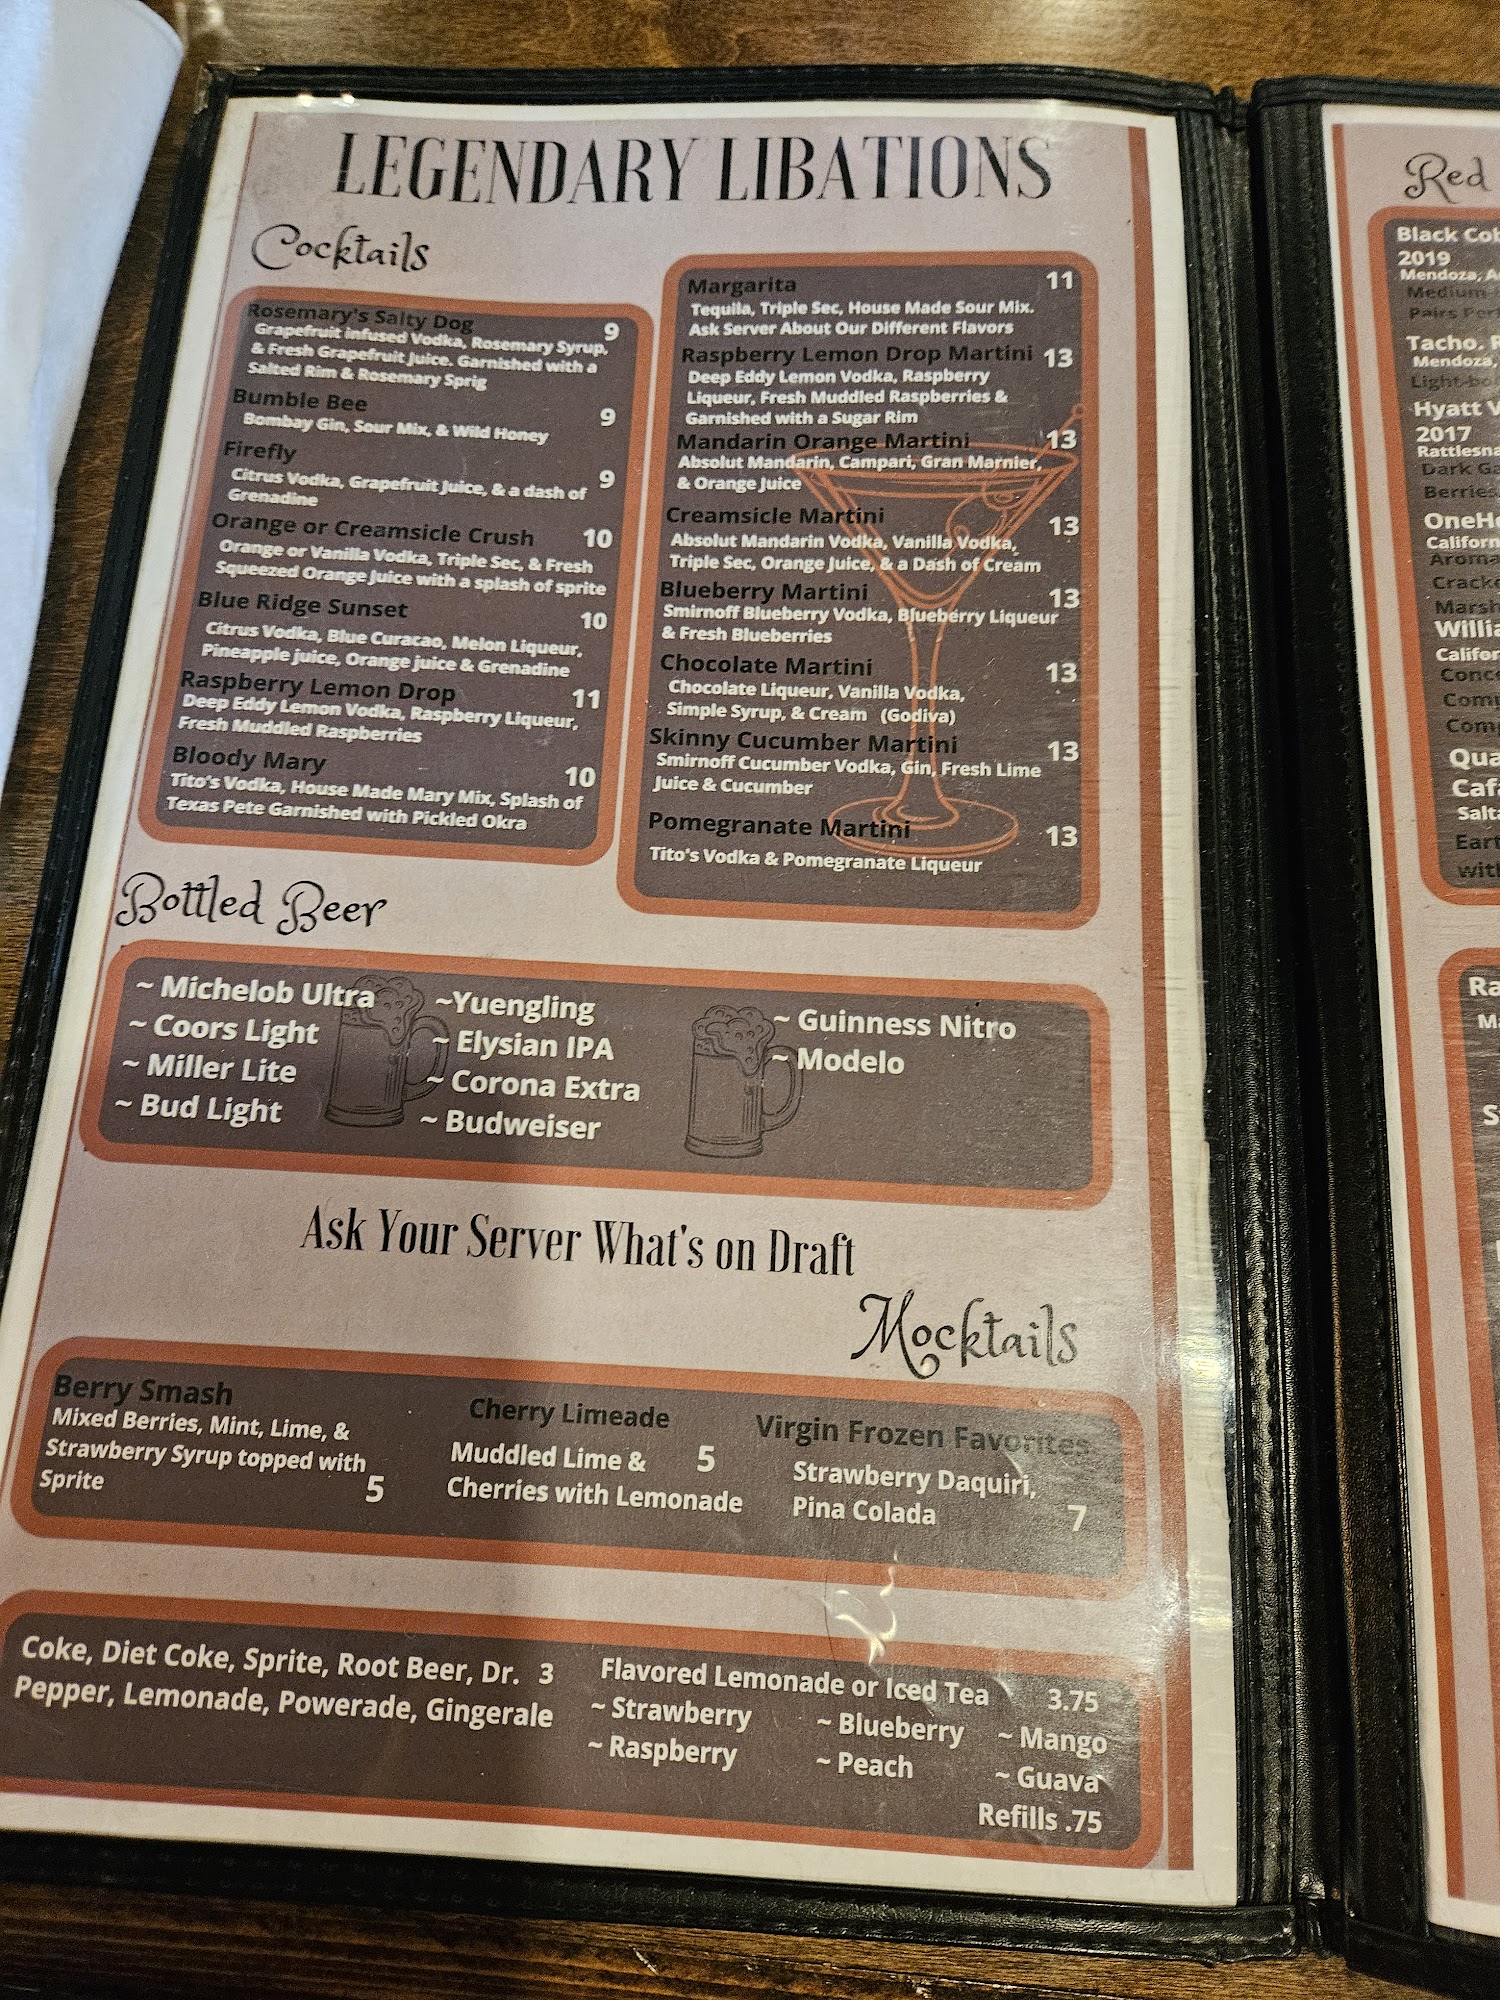 LEGENDARY LIBATIONS
Cocktails
Rosemary's Salty Dog 9
Grapefruit infused Vodka, Rosemary Syrup,
& Fresh Grapefruit Juice. Garnished with a
Salted Rim & Rosemary Sprig
Bumble Bee 9
Bombay Gin, Sour Mix, & Wild Honey
Firefly 9
Citrus Vodka, Grapefruit Juice, & a dash of
Grenadine
Orange or Creamsicle Crush 10
Orange or Vanilla Vodka, Triple Sec, & Fresh
Squeezed Orange Juice with a splash of sprite
Blue Ridge Sunset 10
Citrus Vodka, Blue Curacao, Melon Liqueur,
Pineapple juice, Orange juice & Grenadine
Raspberry Lemon Drop 11
Deep Eddy Lemon Vodka, Raspberry Liqueur,
Fresh Muddled Raspberries
Bloody Mary 10
Tito's Vodka, House Made Mary Mix, Splash of
Texas Pete Garnished with Pickled Okra
Margarita 11
Tequila, Triple Sec, House Made Sour Mix.
Ask Server About Our Different Flavors
Raspberry Lemon Drop Martini 13
Deep Eddy Lemon Vodka, Raspberry
Liqueur, Fresh Muddled Raspberries &
Garnished with a Sugar Rim
Mandarin Orange Martini 13
Absolut Mandarin, Campari, Gran Marnier,
& Orange Juice
Creamsicle Martini 13
Absolut Mandarin Vodka, Vanilla Vodka,
Triple Sec, Orange Juice, & a Dash of Cream
Blueberry Martini 13
Smirnoff Blueberry Vodka, Blueberry Liqueur
& Fresh Blueberries
Chocolate Martini 13
Chocolate Liqueur, Vanilla Vodka,
Simple Syrup, & Cream (Godiva)
Skinny Cucumber Martini 13
Smirnoff Cucumber Vodka, Gin, Fresh Lime
Juice & Cucumber
Pomegranate Martini 13
Tito's Vodka & Pomegranate Liqueur
Bottled Beer
~ Michelob Ultra
~ Coors Light
~ Miller Lite
~ Bud Light
~Yuengling
~ Elysian IPA
~ Corona Extra
~ Budweiser
~ Guinness Nitro
~ Modelo
Ask Your Server What's on Draft
Mocktails
Berry Smash
Mixed Berries, Mint, Lime, &
Strawberry Syrup topped with
Sprite 5
Cherry Limeade
Muddled Lime & 5
Cherries with Lemonade
Virgin Frozen Favorites
Strawberry Daquiri,
Pina Colada 7
Coke, Diet Coke, Sprite, Root Beer, Dr. 3
Pepper, Lemonade, Powerade, Gingerale
Flavored Lemonade or Iced Tea 3.75
~ Strawberry ~ Blueberry ~ Mango
~ Raspberry ~ Peach ~ Guava
Refills .75
Red
Black
2019
Mendoza,
Medium
Pairs
Tacho.
Mendoza,
Hyatt
2017
Dark
Berries